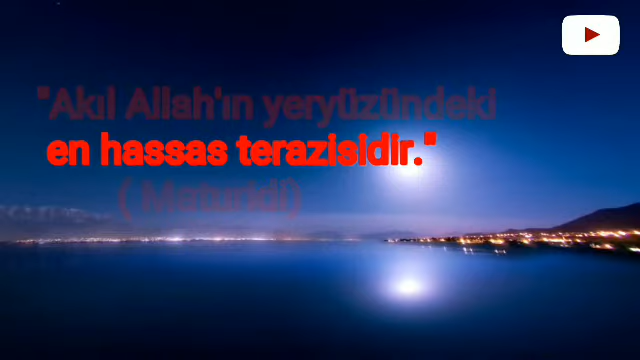 "Akıl Allah'ın yeryüzündeki
en hassas terazisidir."
( Maturidi)